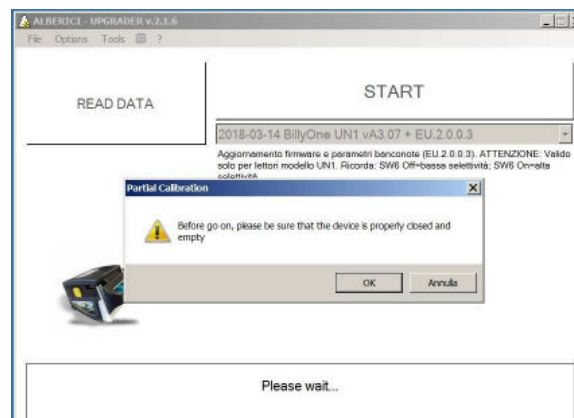 ALBERICI - UPGRADER v.2.1.6
File Options Tools ?
READ DATA
START
2018-03-14 BillyOne UN1 vA3.07 + EU.2.0.0.3
Aggiornamento firmware e parametri banconote (EU.2.0.0.3). ATTENZIONE: Valido
solo per lettori modello UN1. Ricorda: SW6 Off=bassa selettività; SW6 On=alta
selettività
Partial Calibration
Before go on, please be sure that the device is properly closed and
empty
OK
Annulla
Please wait...